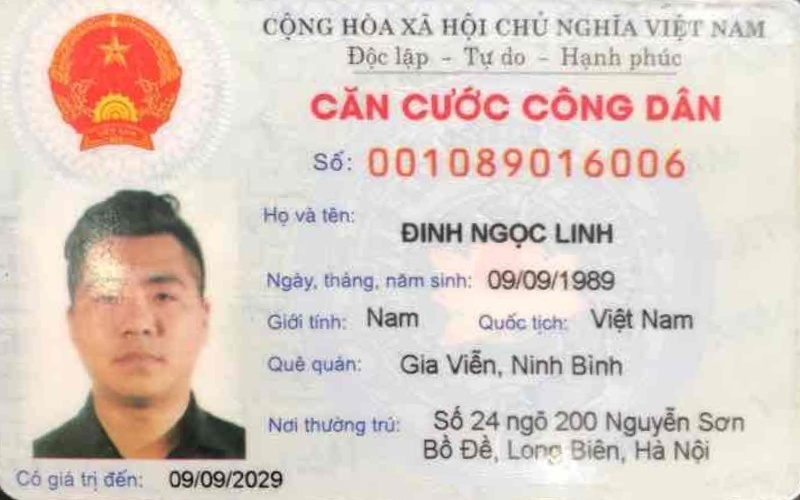 CỘNG HÒA XÃ HỘI CHỦ NGHĨA VIỆT NAM
Độc lập - Tự do - Hạnh phúc
CĂN CƯỚC CÔNG DÂN
Số: 001089016006
Họ và tên:
ĐINH NGỌC LINH
Ngày, tháng, năm sinh: 09/09/1989
Giới tính: Nam Quốc tịch: Việt Nam
Quê quán: Gia Viễn, Ninh Bình
Nơi thường trú: Số 24 ngõ 200 Nguyễn Sơn
Bồ Đề, Long Biên, Hà Nội
Có giá trị đến: 09/09/2029